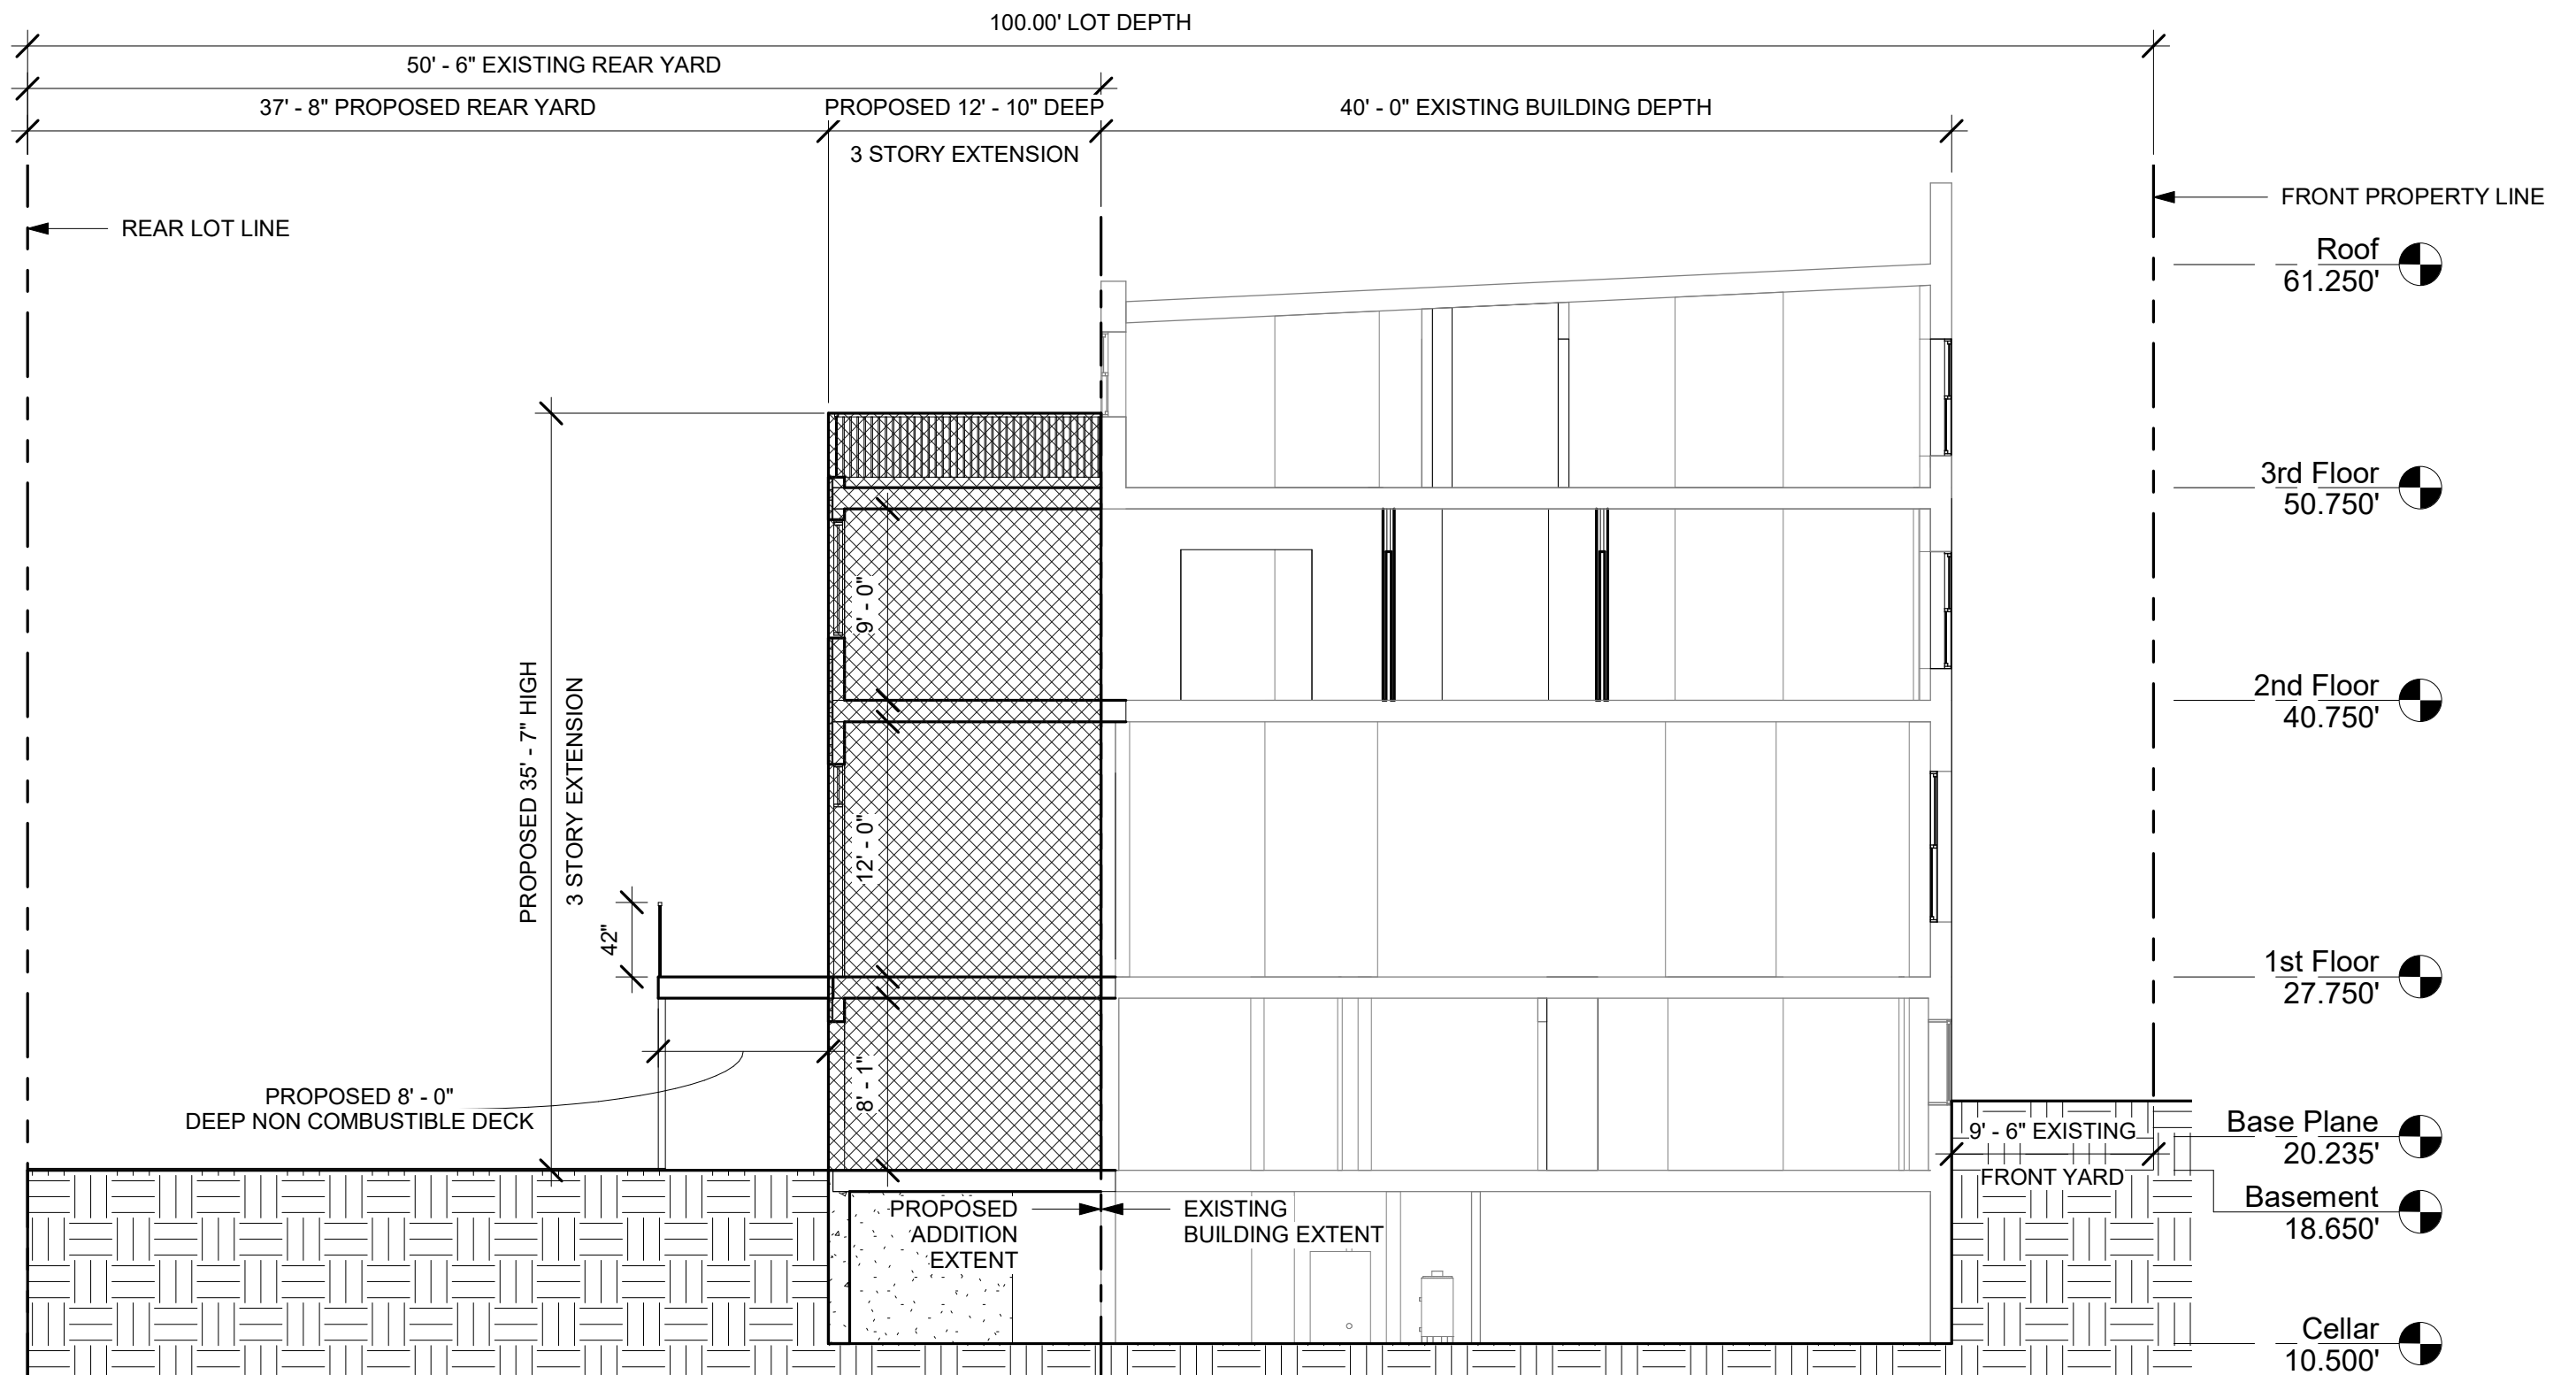 100.00' LOT DEPTH
50' - 6" EXISTING REAR YARD
37' - 8" PROPOSED REAR YARD
PROPOSED 12' - 10" DEEP
3 STORY EXTENSION
40' - 0" EXISTING BUILDING DEPTH
REAR LOT LINE
FRONT PROPERTY LINE
Roof
61.250'
3rd Floor
50.750'
2nd Floor
40.750'
1st Floor
27.750'
Base Plane
20.235'
Basement
18.650'
Cellar
10.500'
PROPOSED 35' - 7" HIGH
3 STORY EXTENSION
9' - 0"
12' - 0"
8' - 1"
42"
PROPOSED 8' - 0"
DEEP NON COMBUSTIBLE DECK
9' - 6" EXISTING
FRONT YARD
PROPOSED
ADDITION
EXTENT
EXISTING
BUILDING EXTENT